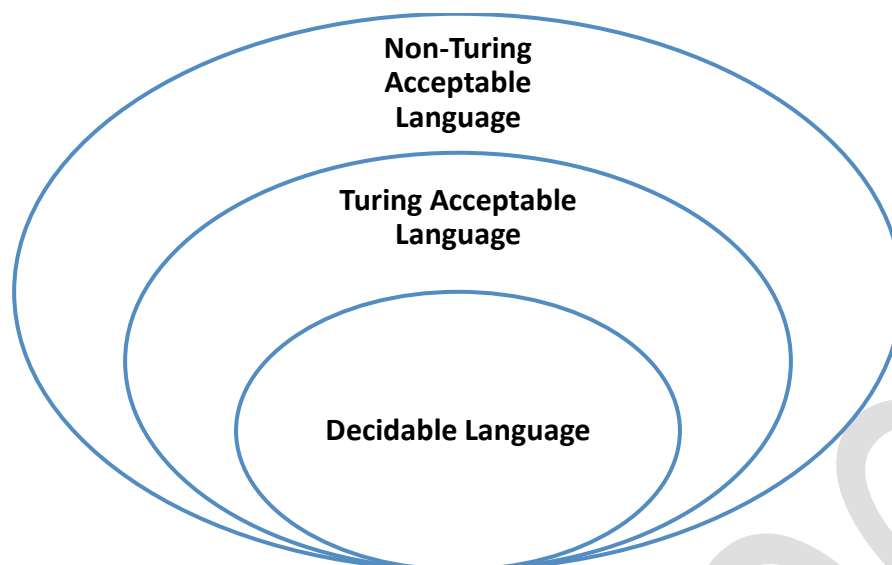 Non-Turing
Acceptable
Language
Turing Acceptable
Language
Decidable Language